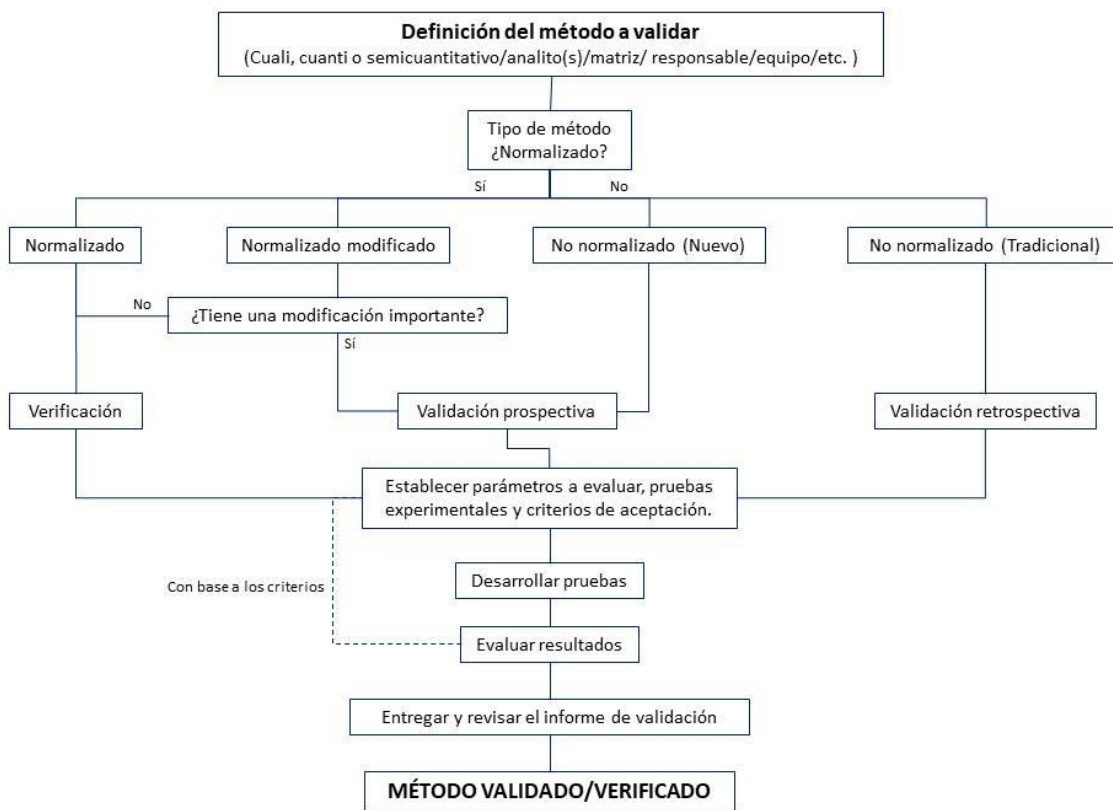 Definición del método a validar
(Cuali, cuanti o semicuantitativo/analito(s)/matriz/ responsable/equipo/etc. )
Tipo de método
¿Normalizado?
Sí
No
Normalizado
Normalizado modificado
No normalizado (Nuevo)
No normalizado (Tradicional)
No
¿Tiene una modificación importante?
Sí
Verificación
Validación prospectiva
Validación retrospectiva
Establecer parámetros a evaluar, pruebas
experimentales y criterios de aceptación.
Desarrollar pruebas
Con base a los criterios
Evaluar resultados
Entregar y revisar el informe de validación
MÉTODO VALIDADO/VERIFICADO